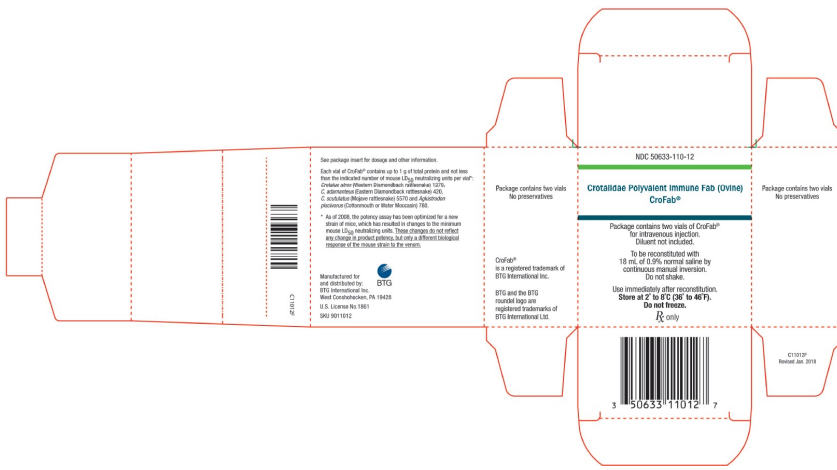 See package insert for dosage and other information.
Each vial of CroFab® contains up to 1 g of total protein and not less
than the indicated number of mouse LD50 neutralizing units per vial*:
Crotalus atrox (Western Diamondback rattlesnake) 1270,
C. adamanteus (Eastern Diamondback rattlesnake) 420,
C. scutulatus (Mojave rattlesnake) 5570 and Agkistrodon
piscivorus (Cottonmouth or Water Moccasin) 780.
* As of 2008, the potency assay has been optimized for a new
strain of mice, which has resulted in changes to the minimum
mouse LD50 neutralizing units. These changes do not reflect
any change in product potency, but only a different biological
response of the mouse strain to the venom.
Manufactured for
and distributed by:
BTG International Inc.
West Conshohocken, PA 19428
U.S. License No.1861
SKU 9011012
BTG
C11012F
Package contains two vials
No preservatives
CroFab®
is a registered trademark of
BTG International Inc.
BTG and the BTG
roundel logo are
registered trademarks of
BTG International Ltd.
NDC 50633-110-12
Crotalidae Polyvalent Immune Fab (Ovine)
CroFab®
Package contains two vials of CroFab®
for intravenous injection.
Diluent not included.
To be reconstituted with
18 mL of 0.9% normal saline by
continuous manual inversion.
Do not shake.
Use immediately after reconstitution.
Store at 2˚ to 8˚C (36˚ to 46˚F).
Do not freeze.
Rx only
3 50633 11012 7
Package contains two vials
No preservatives
C11012F
Revised Jan. 2018